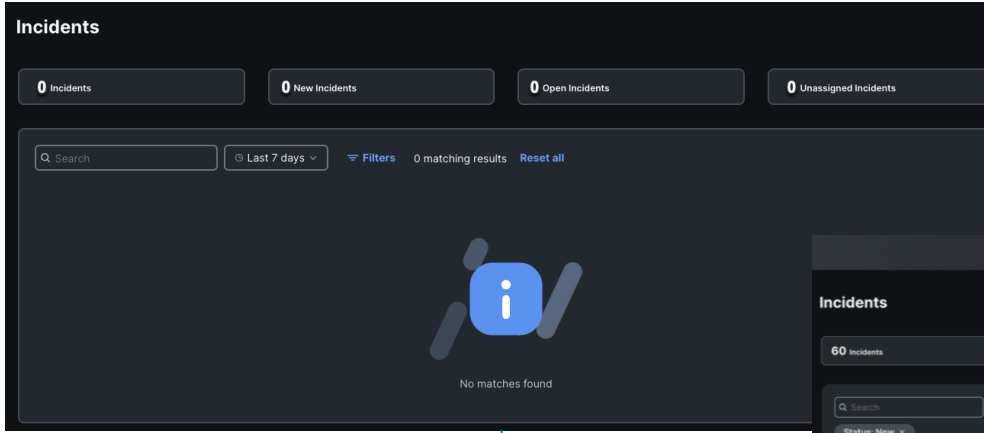 Incidents
0 Incidents
0 New Incidents
0 Open Incidents
0 Unassigned Incidents
Search
Last 7 days
Filters
0 matching results
Reset all
No matches found
Incidents
60 Incidents
Search
Status: New ×